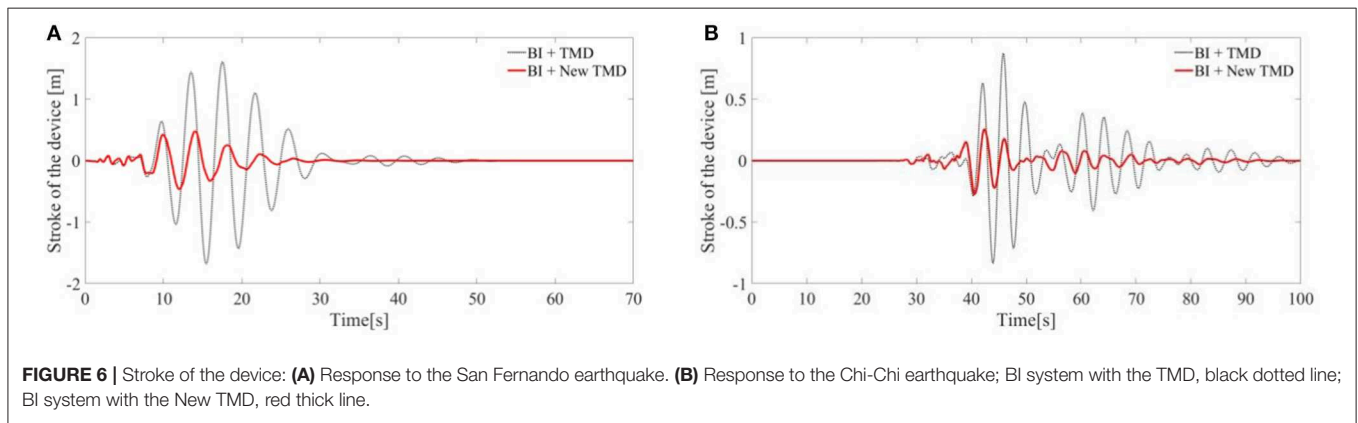 A
Stroke of the device [m]
2
1
0
-1
-2
BI + TMD
BI + New TMD
0 10 20 30 40 50 60 70
Time[s]
B
Stroke of the device [m]
1
0.5
0
-0.5
-1
BI + TMD
BI + New TMD
0 10 20 30 40 50 60 70 80 90 100
Time[s]
FIGURE 6 | Stroke of the device: (A) Response to the San Fernando earthquake. (B) Response to the Chi-Chi earthquake; BI system with the TMD, black dotted line;
BI system with the New TMD, red thick line.